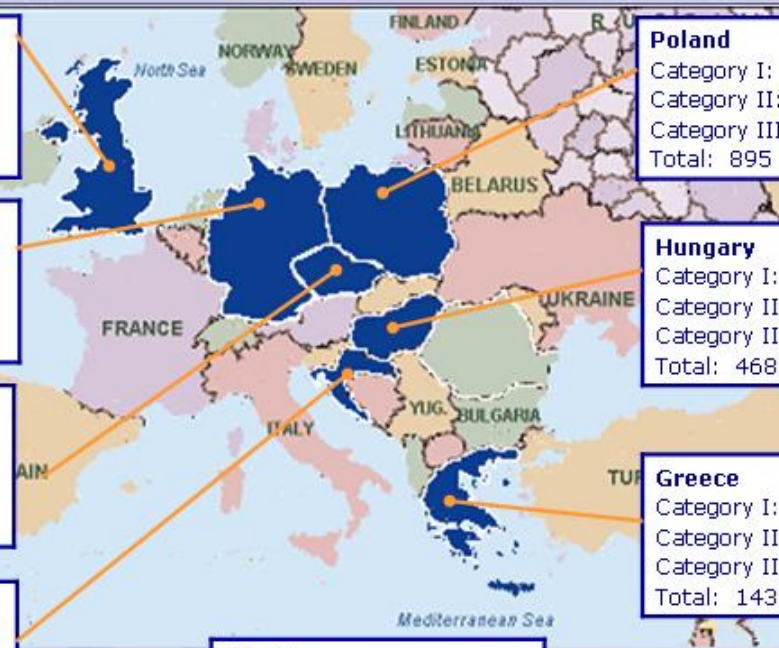 FINLAND
R U
NORWAY
North Sea
SWEDEN
ESTONIA
LITHUANIA
BELARUS
UKRAINE
FRANCE
YUG.
BULGARIA
ITALY
AIN
TUR
Mediterranean Sea
Poland
Category I:
Category II:
Category III
Total: 895
Hungary
Category I:
Category II
Category II
Total: 468
Greece
Category I:
Category II
Category II
Total: 143